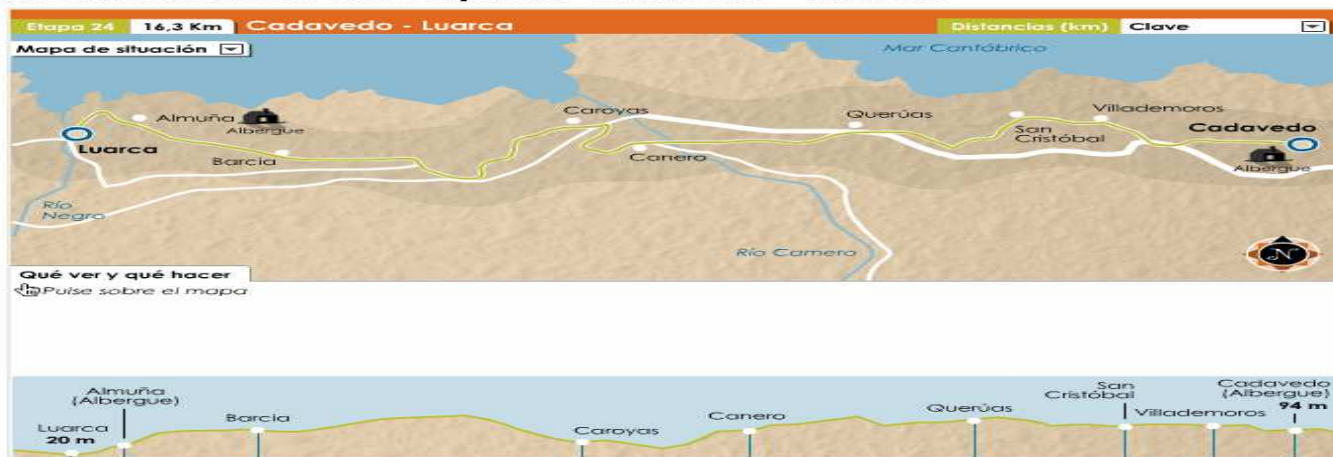 Etapa 24 16,3 Km Cadavedo - Luarca Distancias (km) Clave
Mapa de situación
Mar Cantábrico
Almuña
Albergue
Luarca
Barcia
Caroyas
Canero
Querúas
San
Cristóbal
Villademoros
Cadavedo
Albergue
Río
Negro
Río Camero
N
Qué ver y qué hacer
Pulse sobre el mapa
Luarca
20 m
Almuña
(Albergue)
Barcia
Caroyas
Canero
Querúas
San
Cristóbal
Villademoros
Cadavedo
(Albergue)
94 m